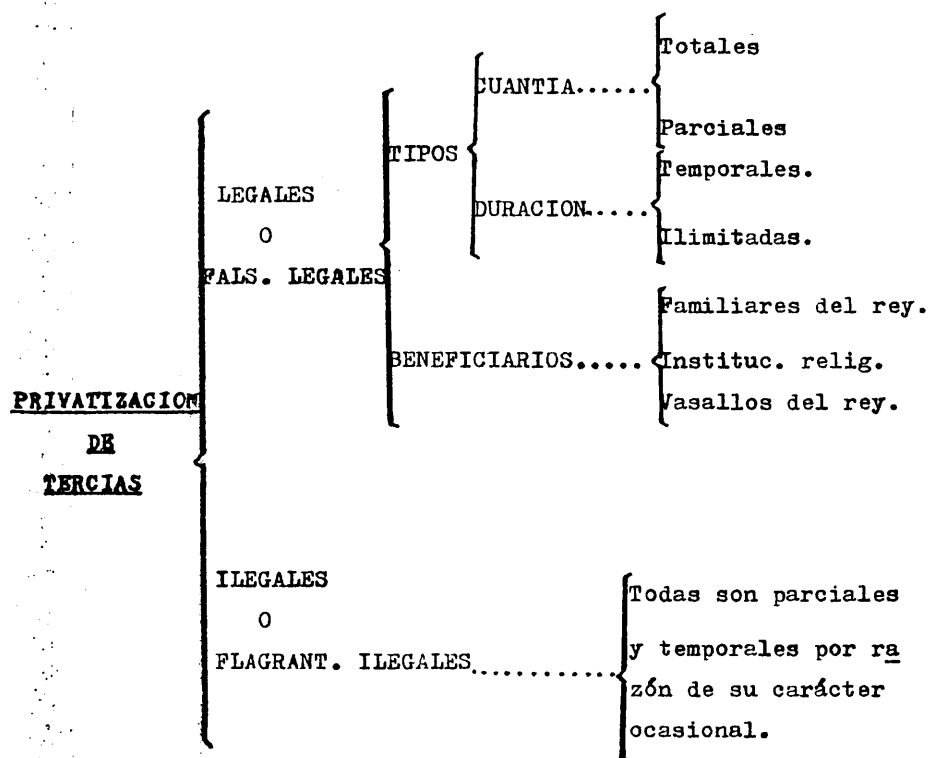 PRIVATIZACION
DE
TERCIAS
LEGALES
O
FALS. LEGALES
TIPOS
CUANTIA......
Totales
Parciales
DURACION.....
Temporales.
Ilimitadas.
BENEFICIARIOS.....
Familiares del rey.
Instituc. relig.
Vasallos del rey.
ILEGALES
O
FLAGRANT. ILEGALES............
Todas son parciales
y temporales por ra
zón de su carácter
ocasional.